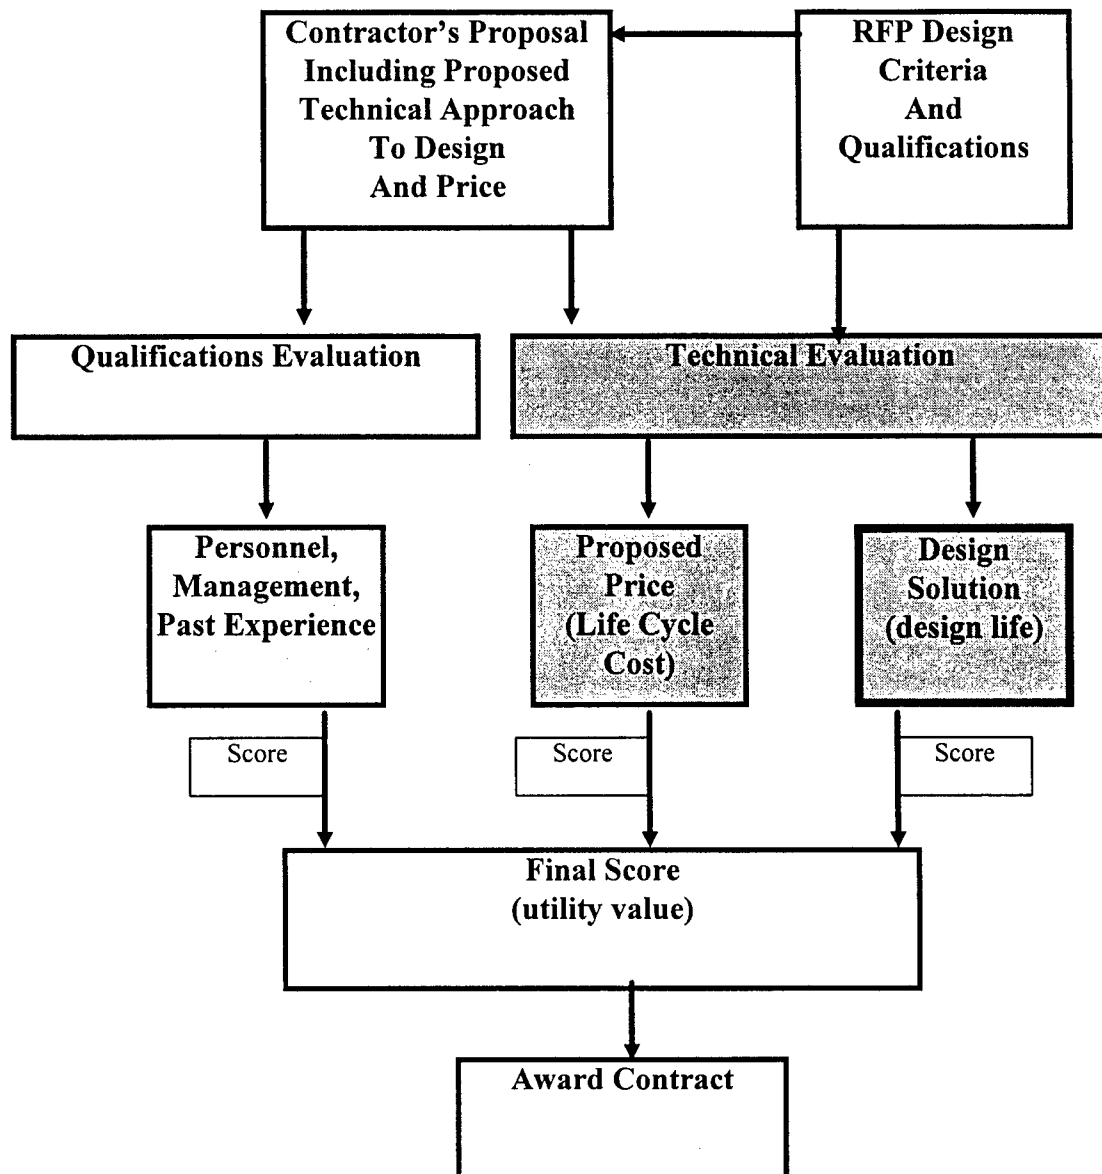 Contractor's Proposal
Including Proposed
Technical Approach
To Design
And Price
RFP Design
Criteria
And
Qualifications
Qualifications Evaluation
Technical Evaluation
Personnel,
Management,
Past Experience
Proposed
Price
(Life Cycle
Cost)
Design
Solution
(design life)
Score
Score
Score
Final Score
(utility value)
Award Contract